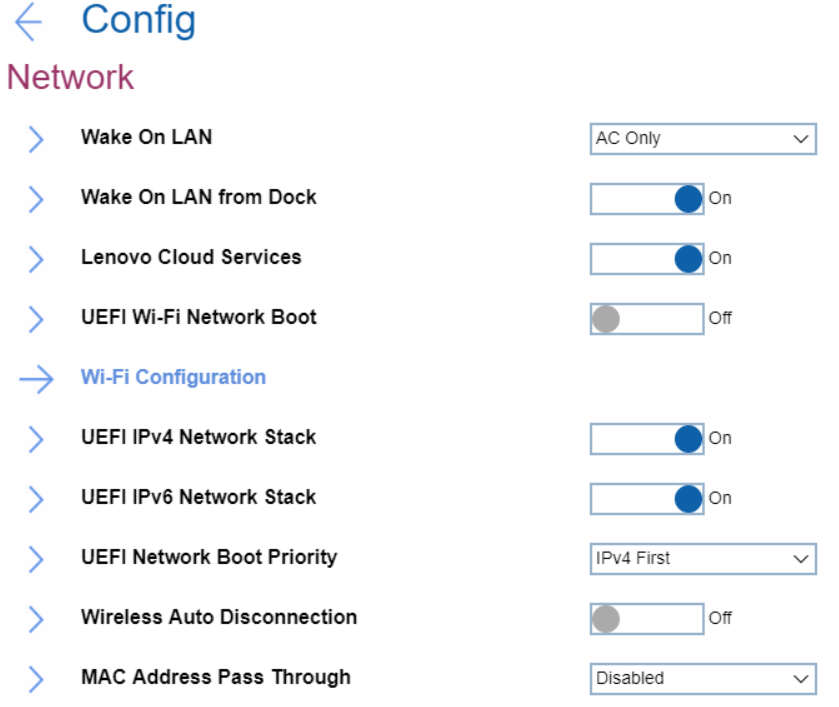 Config
Network
Wake On LAN AC Only
Wake On LAN from Dock On
Lenovo Cloud Services On
UEFI Wi-Fi Network Boot Off
Wi-Fi Configuration
UEFI IPv4 Network Stack On
UEFI IPv6 Network Stack On
UEFI Network Boot Priority IPv4 First
Wireless Auto Disconnection Off
MAC Address Pass Through Disabled